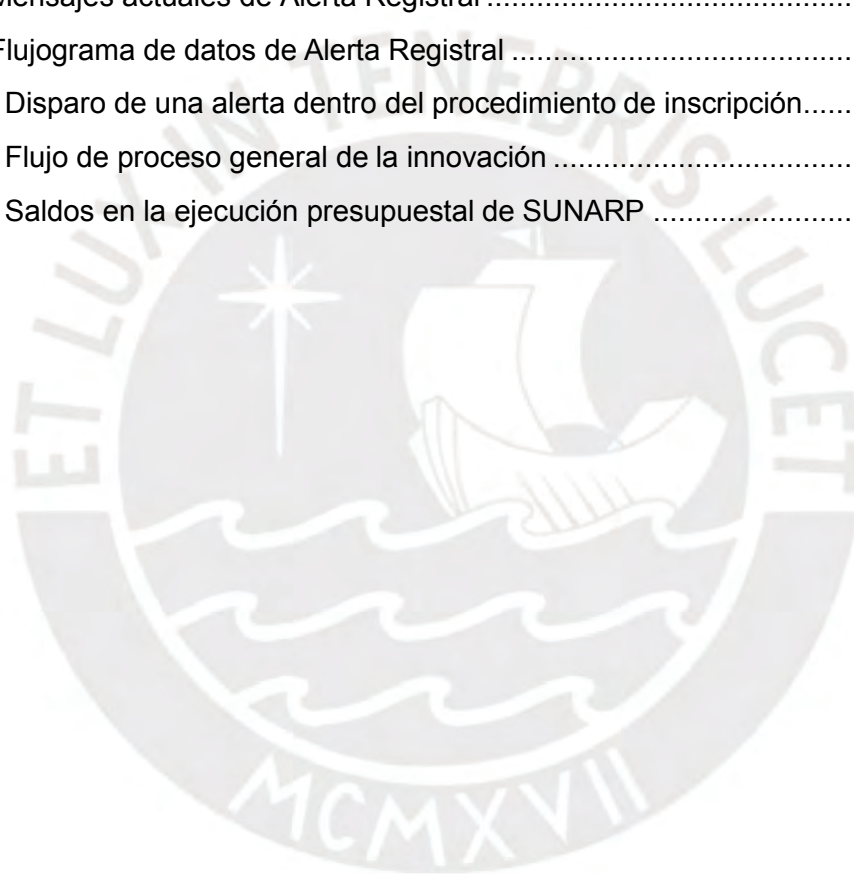 Mensajes actuales de Alerta Registral ........................................
Flujograma de datos de Alerta Registral ......................................
Disparo de una alerta dentro del procedimiento de inscripción......
Flujo de proceso general de la innovación ....................................
Saldos en la ejecución presupuestal de SUNARP ........................
ET LUX IN TENEBRIS LUCET
MCMXVII